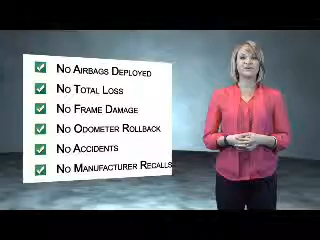 No Airbags Deployed
No Total Loss
No Frame Damage
No Odometer Rollback
No Accidents
No Manufacturer Recalls